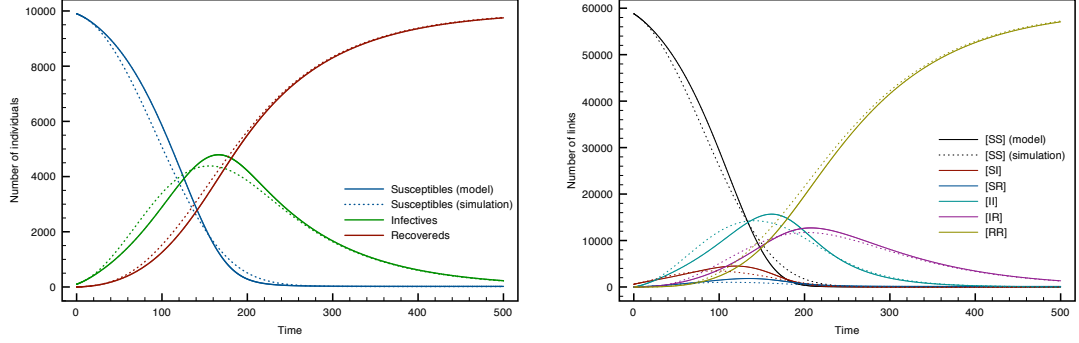 10000
8000
6000
4000
2000
0
Number of individuals
0
100
200
300
400
500
Time
Susceptibles (model)
Susceptibles (simulation)
Infectives
Recovereds
60000
50000
40000
30000
20000
10000
0
Number of links
0
100
200
300
400
500
Time
[SS] (model)
[SS] (simulation)
[SI]
[SR]
[II]
[IR]
[RR]